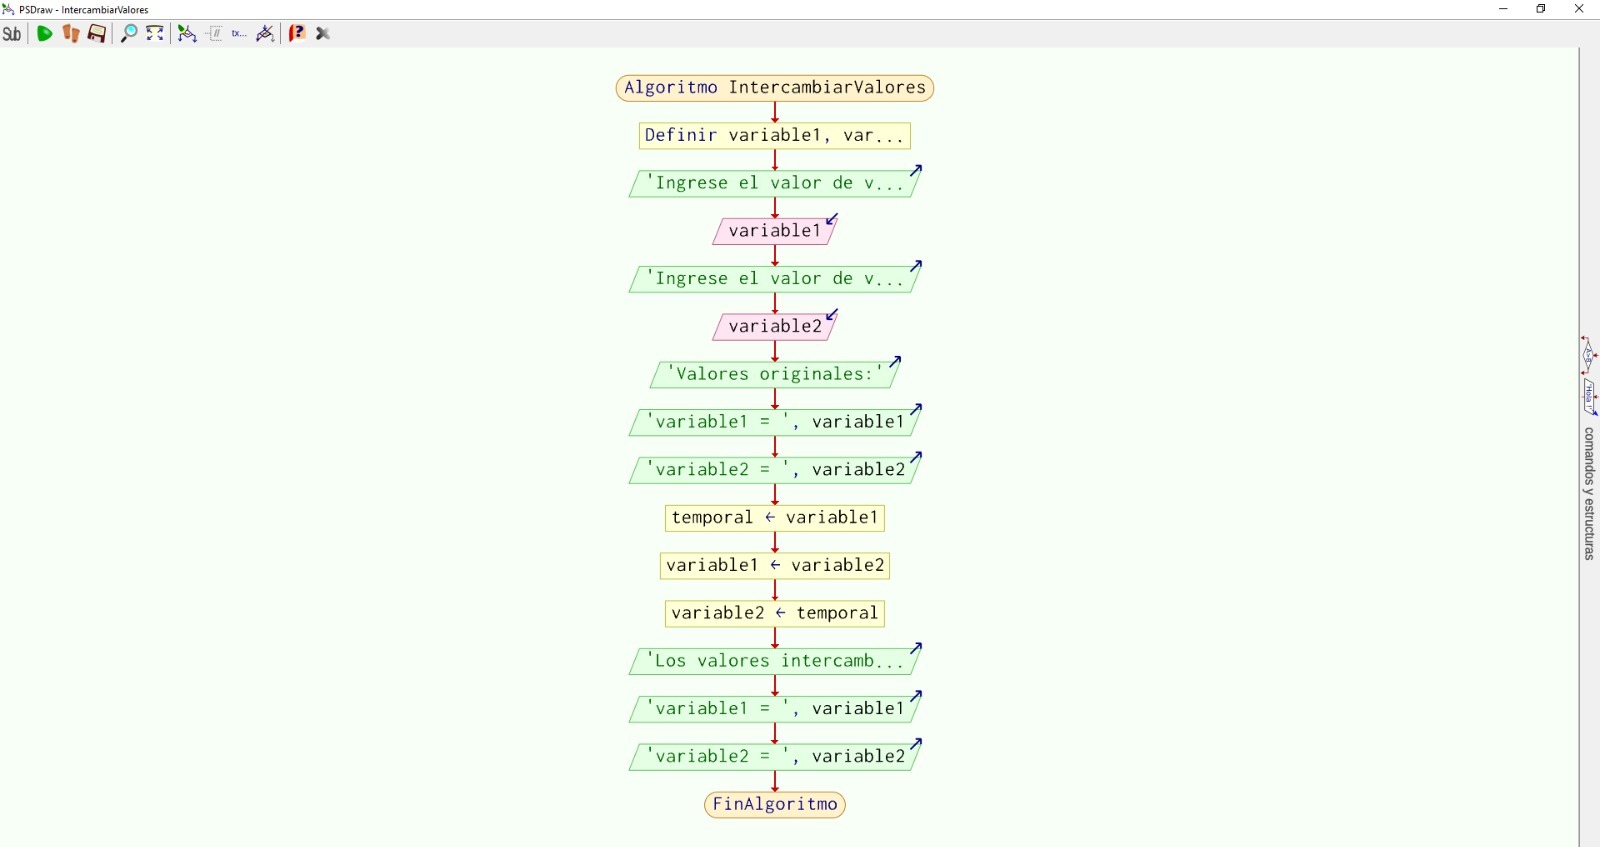 PSDraw - IntercambiarValores
Sub
tx...
Algoritmo IntercambiarValores
Definir variable1, var...
'Ingrese el valor de v...
variable1
'Ingrese el valor de v...
variable2
'Valores originales:'
'variable1 = ', variable1
'variable2 = ', variable2
temporal ← variable1
variable1 ← variable2
variable2 ← temporal
'Los valores intercamb...
'variable1 = ', variable1
'variable2 = ', variable2
FinAlgoritmo
comandos y estructuras